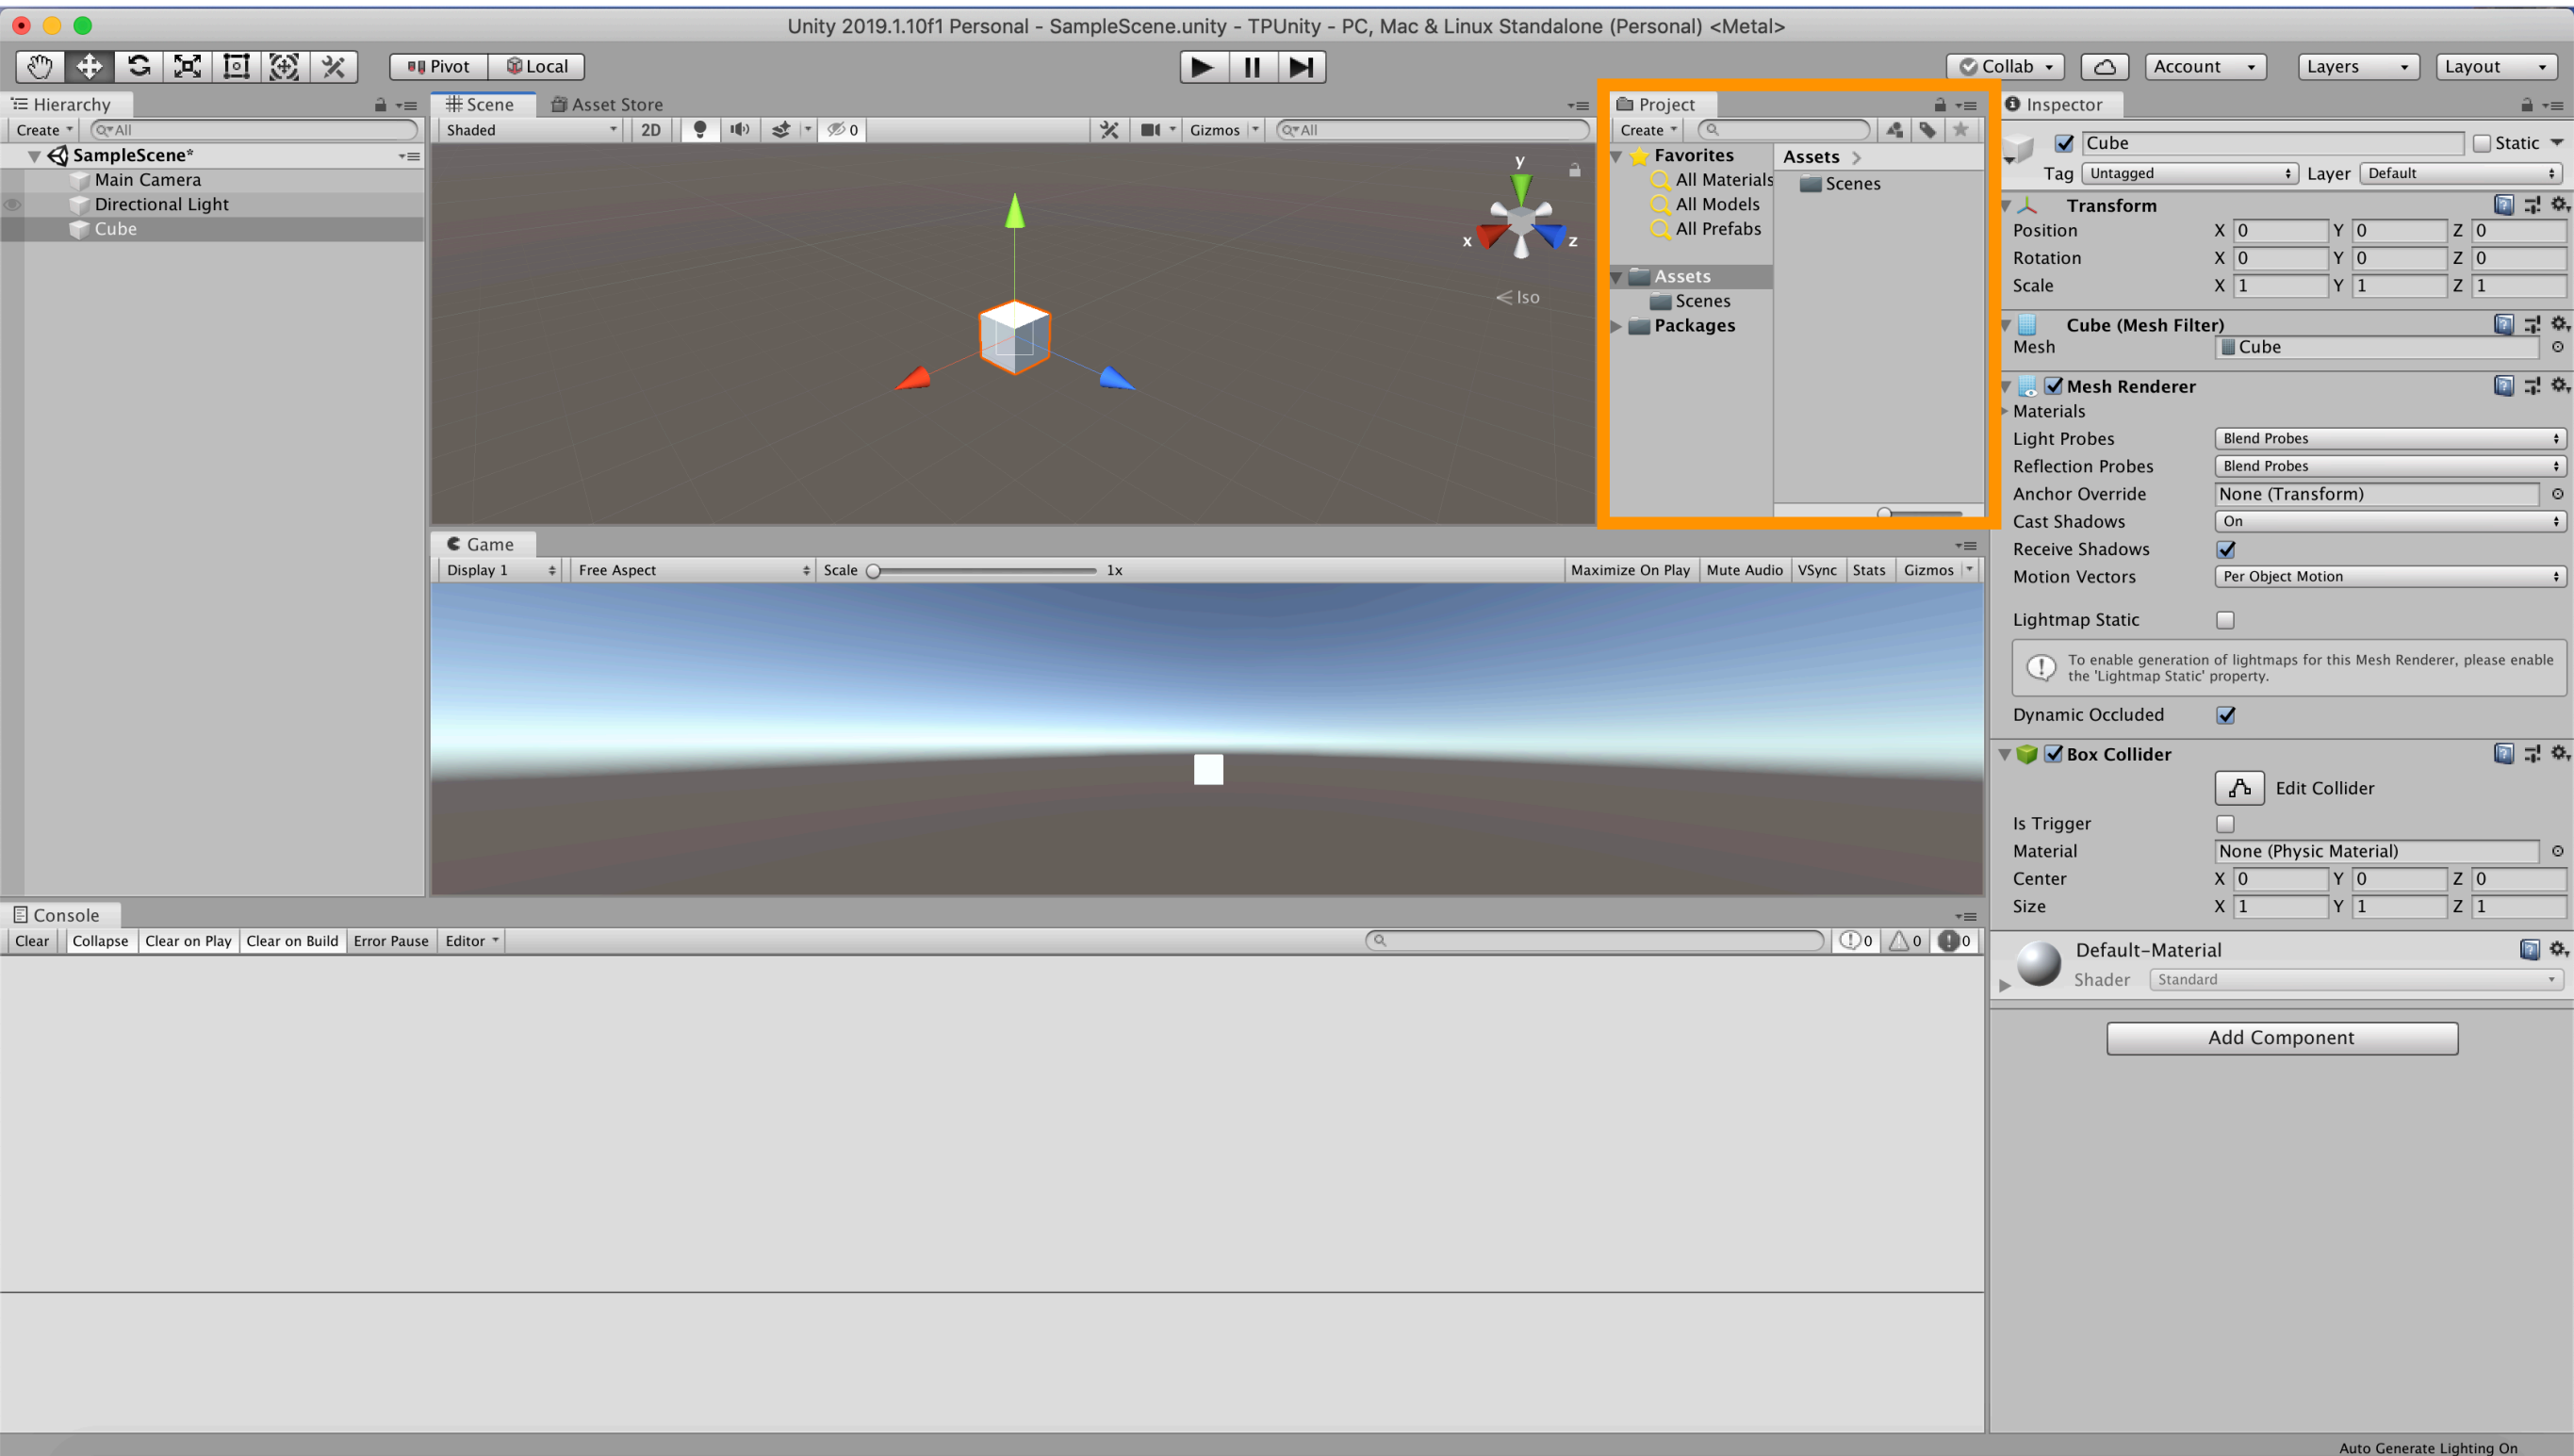 Unity 2019.1.10f1 Personal - SampleScene.unity - TPUnity - PC, Mac & Linux Standalone (Personal) <Metal>
Pivot Local Collab Account Layers Layout
Hierarchy
Create All
SampleScene*
Main Camera
Directional Light
Cube
Scene Asset Store
Shaded 2D 0 Gizmos All
y
x z
Iso
Project
Create
Favorites
All Materials
All Models
All Prefabs
Assets
Scenes
Packages
Assets
Scenes
Game
Display 1 Free Aspect Scale 1x Maximize On Play Mute Audio VSync Stats Gizmos
Console
Clear Collapse Clear on Play Clear on Build Error Pause Editor 0 0 0
Inspector
Cube Static
Tag Untagged Layer Default
Transform
Position X 0 Y 0 Z 0
Rotation X 0 Y 0 Z 0
Scale X 1 Y 1 Z 1
Cube (Mesh Filter)
Mesh Cube
Mesh Renderer
Materials
Light Probes Blend Probes
Reflection Probes Blend Probes
Anchor Override None (Transform)
Cast Shadows On
Receive Shadows
Motion Vectors Per Object Motion
Lightmap Static
To enable generation of lightmaps for this Mesh Renderer, please enable
the 'Lightmap Static' property.
Dynamic Occluded
Box Collider
Edit Collider
Is Trigger
Material None (Physic Material)
Center X 0 Y 0 Z 0
Size X 1 Y 1 Z 1
Default-Material
Shader Standard
Add Component
Auto Generate Lighting On